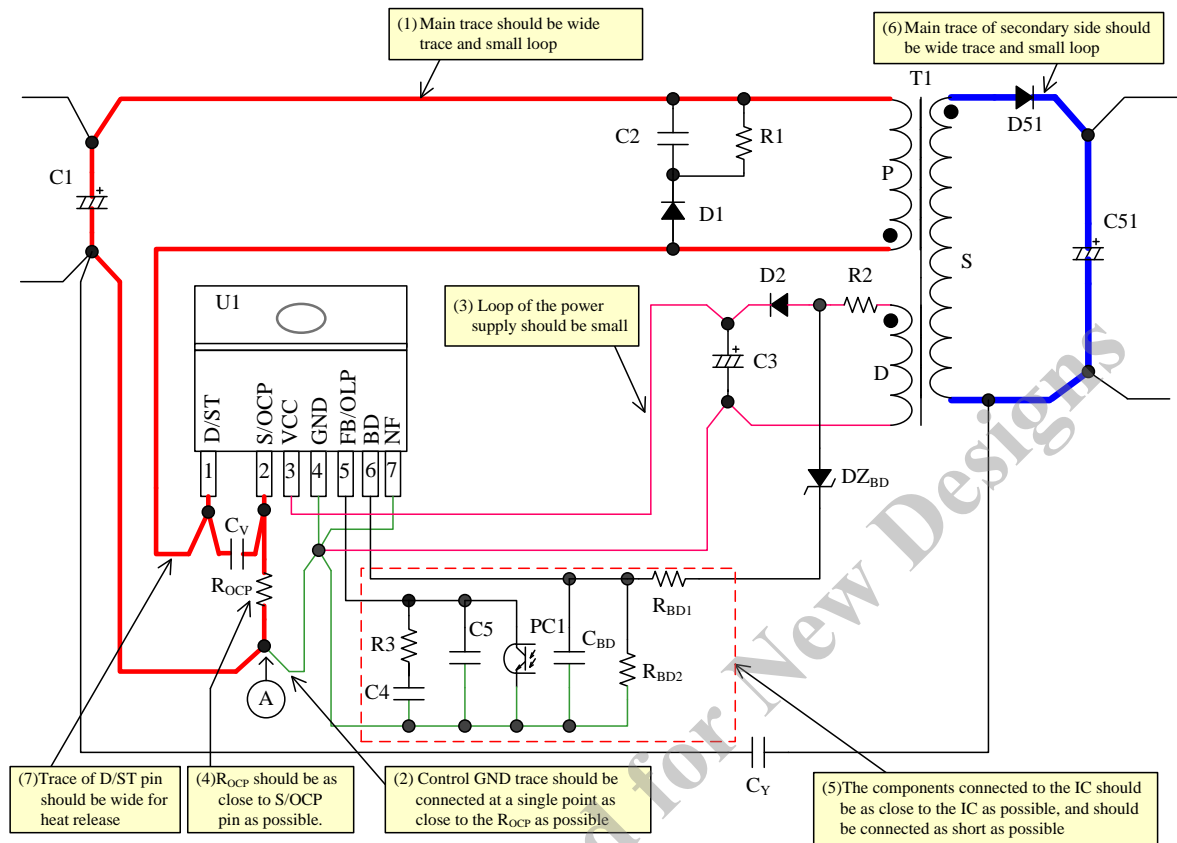 (1) Main trace should be wide
trace and small loop
(6) Main trace of secondary side should
be wide trace and small loop
T1
D51
C2
R1
P
C1
D1
C51
S
U1
D2
R2
(3) Loop of the power
supply should be small
C3
D
D/ST
S/OCP
VCC
GND
FB/OLP
BD
NF
1
2
3
4
5
6
7
DZBD
CV
ROCP
RBD1
R3
C5
PC1
CBD
RBD2
C4
A
CY
(7) Trace of D/ST pin
should be wide for
heat release
(4) ROCP should be as
close to S/OCP
pin as possible.
(2) Control GND trace should be
connected at a single point as
close to the ROCP as possible
(5) The components connected to the IC should
be as close to the IC as possible, and should
be connected as short as possible
d for New Designs